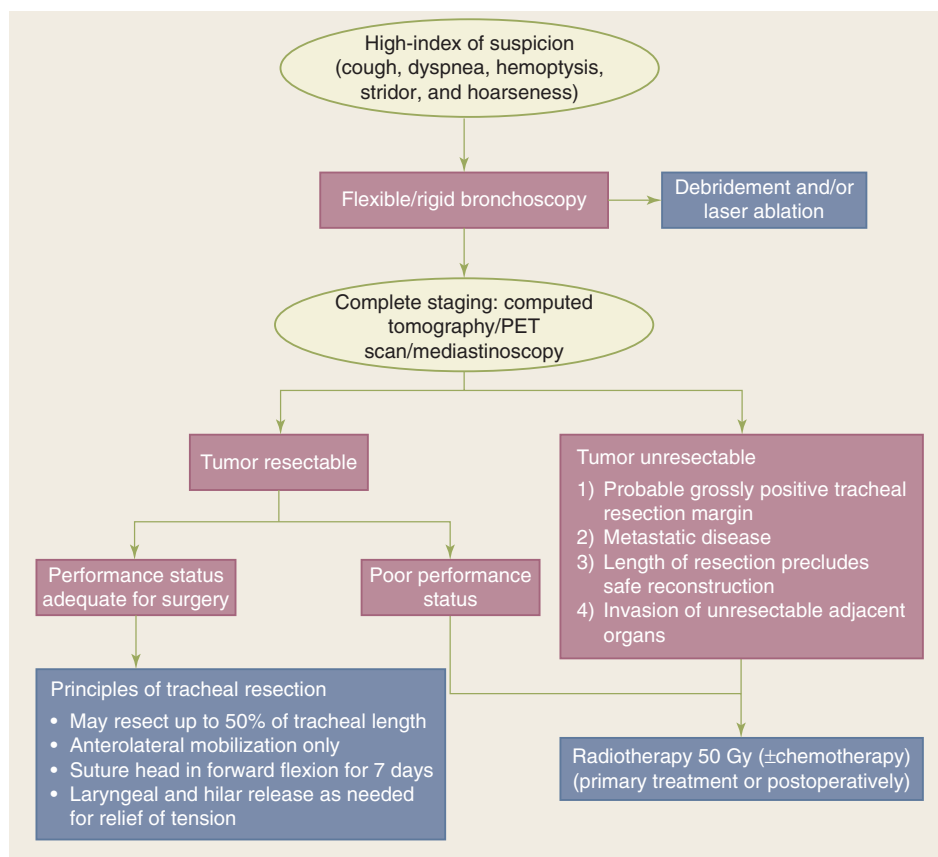 High-index of suspicion
(cough, dyspnea, hemoptysis,
stridor, and hoarseness)
Flexible/rigid bronchoscopy
Debridement and/or
laser ablation
Complete staging: computed
tomography/PET
scan/mediastinoscopy
Tumor resectable
Tumor unresectable
1) Probable grossly positive tracheal
resection margin
2) Metastatic disease
3) Length of resection precludes
safe reconstruction
4) Invasion of unresectable adjacent
organs
Performance status
adequate for surgery
Poor performance
status
Principles of tracheal resection
• May resect up to 50% of tracheal length
• Anterolateral mobilization only
• Suture head in forward flexion for 7 days
• Laryngeal and hilar release as needed
for relief of tension
Radiotherapy 50 Gy (±chemotherapy)
(primary treatment or postoperatively)